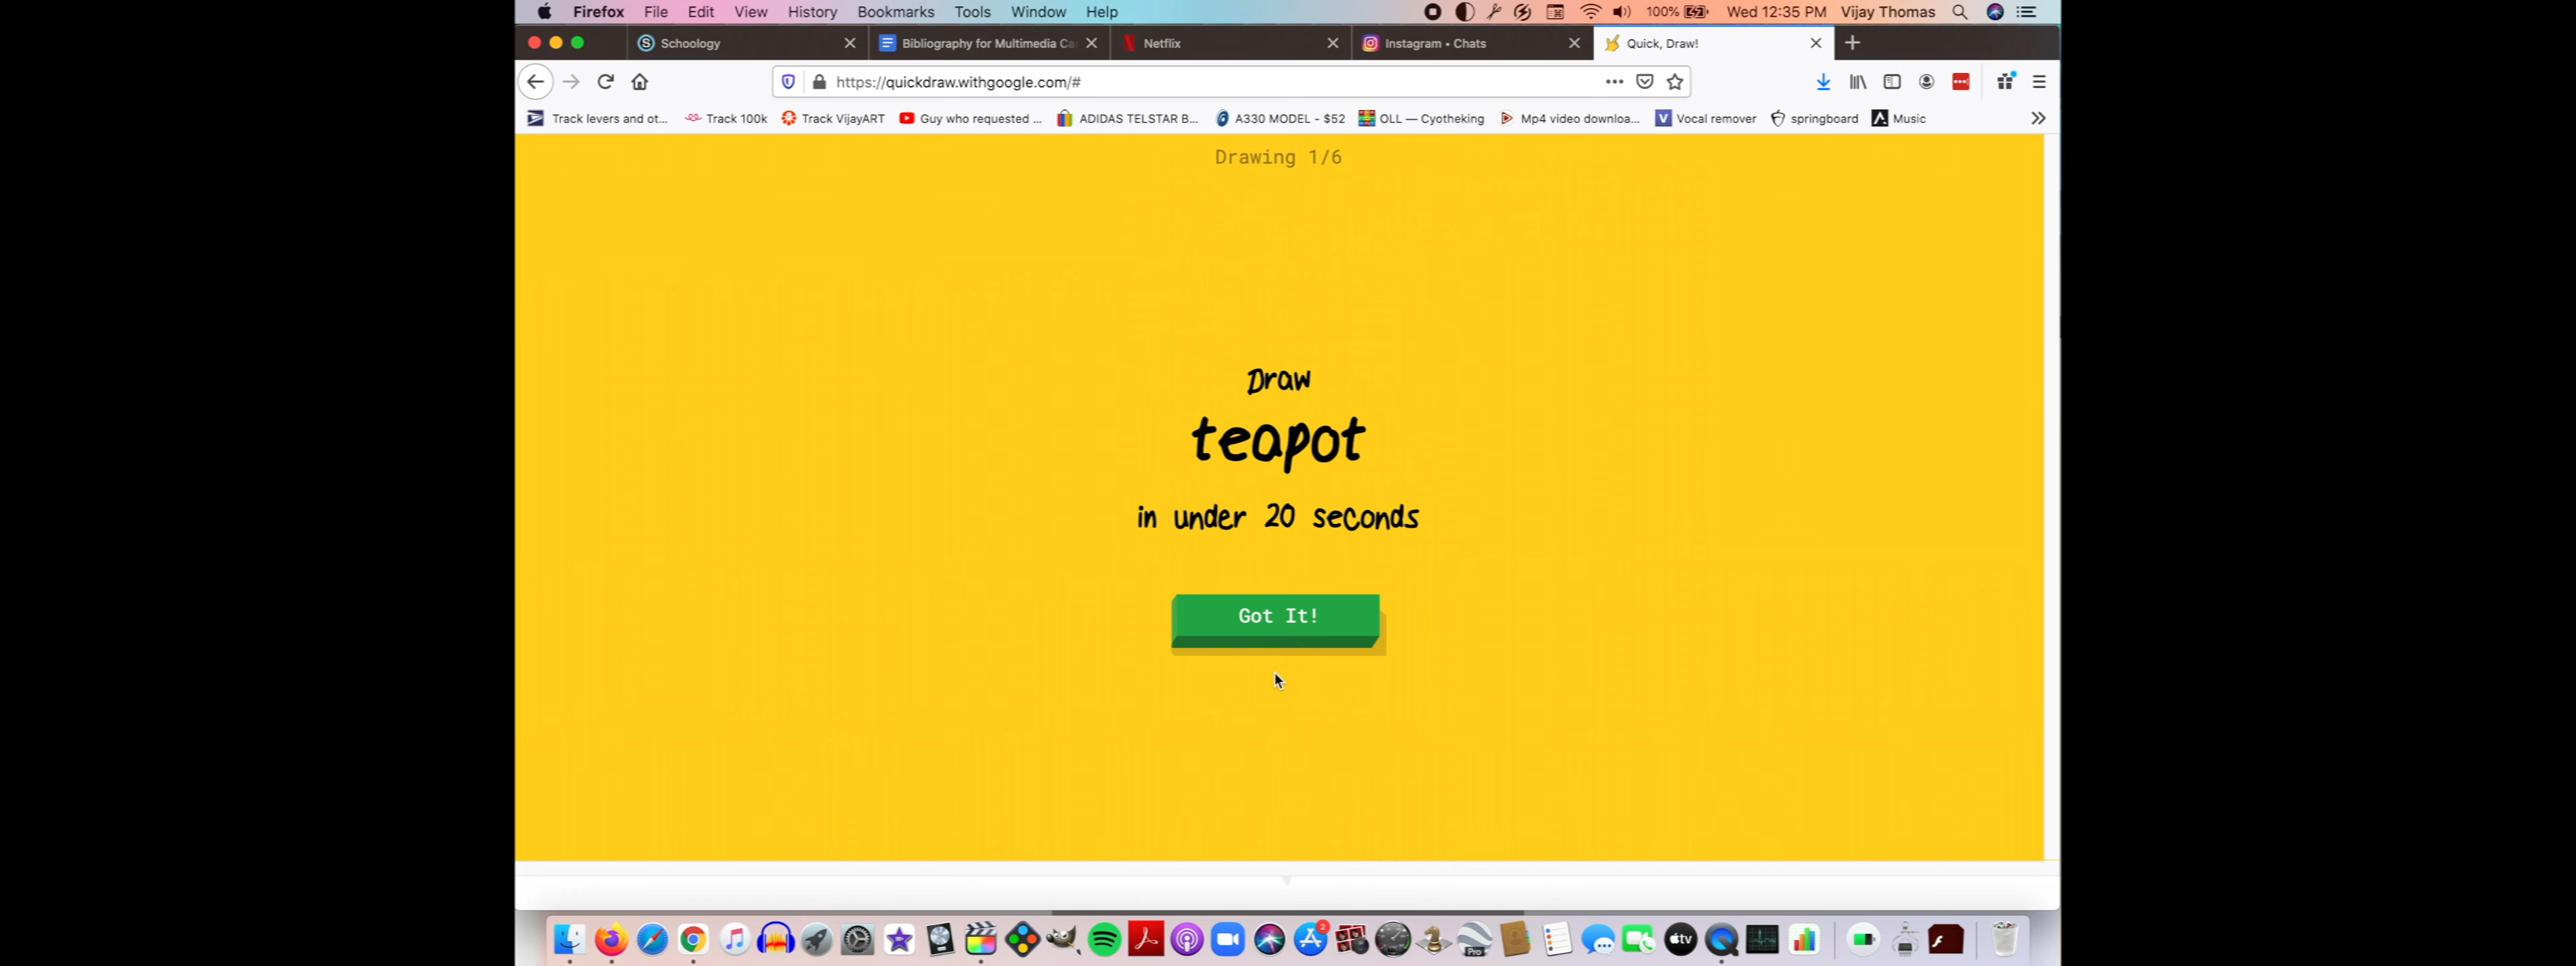 Firefox File Edit View History Bookmarks Tools Window Help 100% Wed 12:35 PM Vijay Thomas
Schoology Bibliography for Multimedia Ca Netflix Instagram • Chats Quick, Draw!
https://quickdraw.withgoogle.com/#
Track levers and ot... Track 100k Track VijayART Guy who requested ... ADIDAS TELSTAR B... A330 MODEL - $52 OLL — Cyotheking Mp4 video downloa... Vocal remover springboard Music
Drawing 1/6
Draw
teapot
in under 20 seconds
Got It!
2
Pro
tv